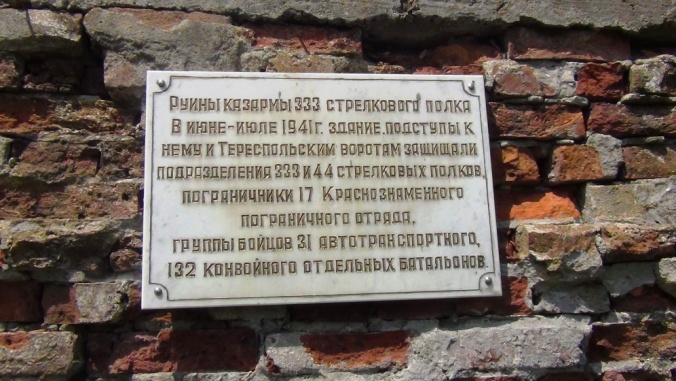 Руины казармы 333 стрелкового полка
В июне-июле 1941 г. здание, подступы к
нему и Тереспольским воротам защищали
подразделения 333 и 44 стрелковых полков,
пограничники 17 Краснознаменного
пограничного отряда,
группы бойцов 31 автотранспортного,
132 конвойного отдельных батальонов.